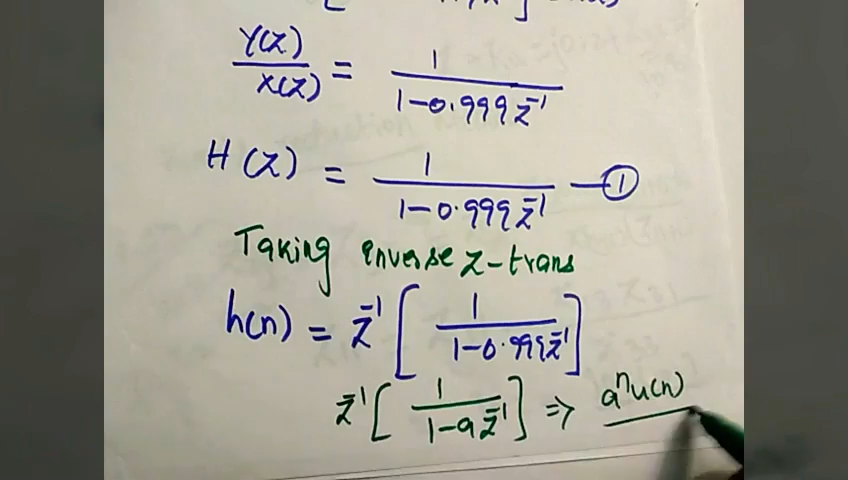 Y(Z)/X(Z) = 1/(1-0.999Z⁻¹)
H(Z) = 1/(1-0.999Z⁻¹) — ①
Taking inverse Z-trans
h(n) = Z⁻¹[1/(1-0.999Z⁻¹)]
Z⁻¹[1/(1-aZ⁻¹)] ⇒ aⁿu(n)